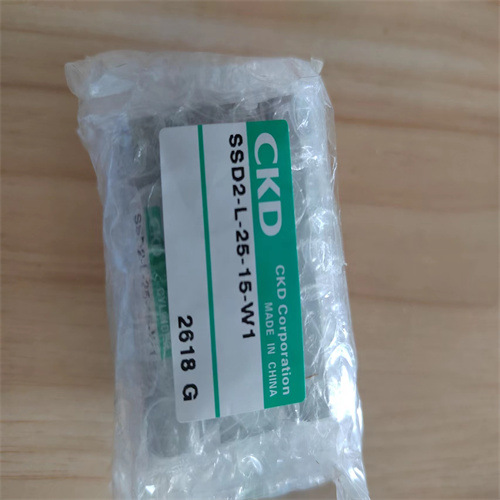 CKD
CKD Corporation
MADE IN CHINA
SSD2-L-25-15-W1
2618 G